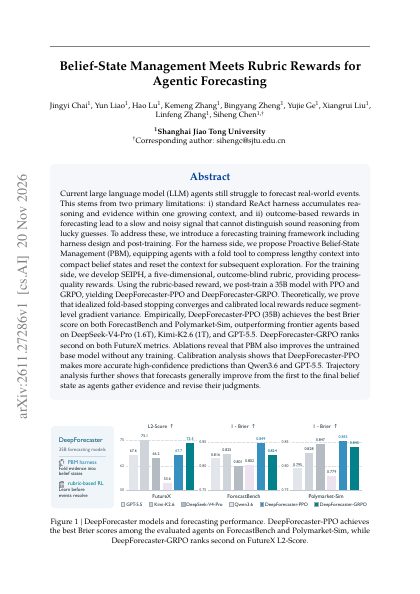 Belief-State Management Meets Rubric Rewards for
Agentic Forecasting
Jingyi Chai¹, Yun Liao¹, Hao Lu¹, Kemeng Zhang¹, Bingyang Zheng¹, Yujie Ge¹, Xiangrui Liu¹,
Linfeng Zhang¹, Siheng Chen¹,†
¹Shanghai Jiao Tong University
†Corresponding author: sihengc@sjtu.edu.cn
Abstract
Current large language model (LLM) agents still struggle to forecast real-world events.
This stems from two primary limitations: i) standard ReAct harness accumulates rea-
soning and evidence within one growing context, and ii) outcome-based rewards in
forecasting lead to a slow and noisy signal that cannot distinguish sound reasoning from
lucky guesses. To address these, we introduce a forecasting training framework including
harness design and post-training. For the harness side, we propose Proactive Belief-State
Management (PBM), equipping agents with a fold tool to compress lengthy context into
compact belief states and reset the context for subsequent exploration. For the training
side, we develop SEIPH, a five-dimensional, outcome-blind rubric, providing process-
quality rewards. Using the rubric-based reward, we post-train a 35B model with PPO
and GRPO, yielding DeepForecaster-PPO and DeepForecaster-GRPO. Theoretically, we prove
that idealized fold-based stopping converges and calibrated local rewards reduce segment-
level gradient variance. Empirically, DeepForecaster-PPO (35B) achieves the best Brier
score on both ForecastBench and Polymarket-Sim, outperforming frontier agents based
on DeepSeek-V4-Pro (1.6T), Kimi-K2.6 (1T), and GPT-5.5. DeepForecaster-GRPO ranks
second on both FutureX metrics. Ablations reveal that PBM also improves the untrained
base model without any training. Calibration analysis shows that DeepForecaster-PPO
makes more accurate high-confidence predictions than Qwen3.6 and GPT-5.5. Trajectory
analysis further shows that forecasts generally improve from the first to the final belief
state as agents gather evidence and revise their judgments.
arXiv:2611.27286v1 [cs.AI] 20 Nov 2026
DeepForecaster
35B forecasting models
PBM harness
Fold evidence into
belief states
rubric-based RL
Learn before
events resolve
L2-Score ↑
1 - Brier ↑
1 - Brier ↑
FutureX
ForecastBench
Polymarket-Sim
GPT-5.5
Kimi-K2.6
DeepSeek-V4-Pro
Qwen3.6
DeepForecaster-PPO
DeepForecaster-GRPO
Figure 1 | DeepForecaster models and forecasting performance. DeepForecaster-PPO achieves
the best Brier scores among the evaluated agents on ForecastBench and Polymarket-Sim, while
DeepForecaster-GRPO ranks second on FutureX L2-Score.